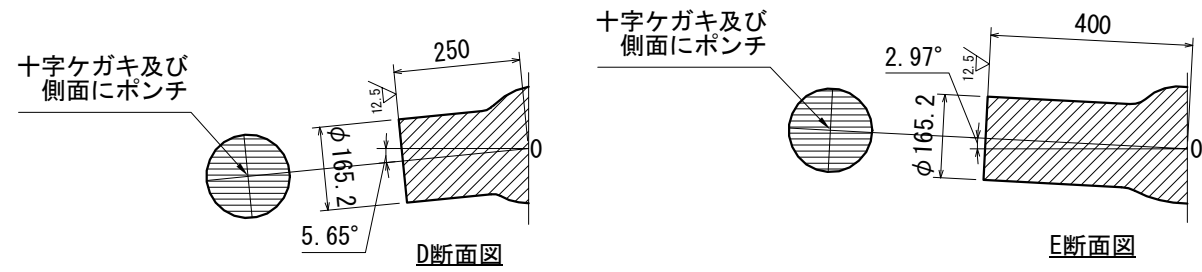 十字ケガキ及び
側面にポンチ
250
12.5
φ165.2
0
5.65°
D断面図
十字ケガキ及び
側面にポンチ
400
2.97°
12.5
φ165.2
0
E断面図